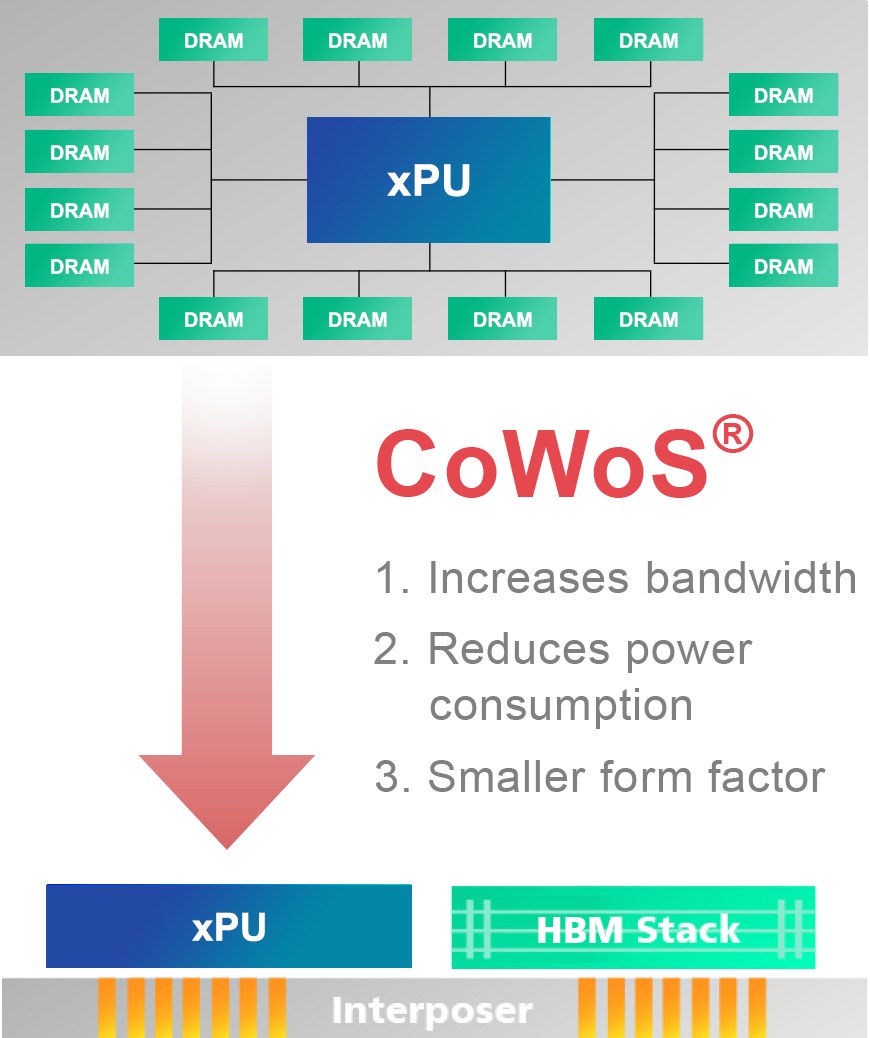 DRAM DRAM DRAM DRAM
DRAM DRAM
DRAM DRAM
xPU
DRAM DRAM
DRAM DRAM
DRAM DRAM DRAM DRAM
CoWoS®
1. Increases bandwidth
2. Reduces power
consumption
3. Smaller form factor
xPU HBM Stack
Interposer